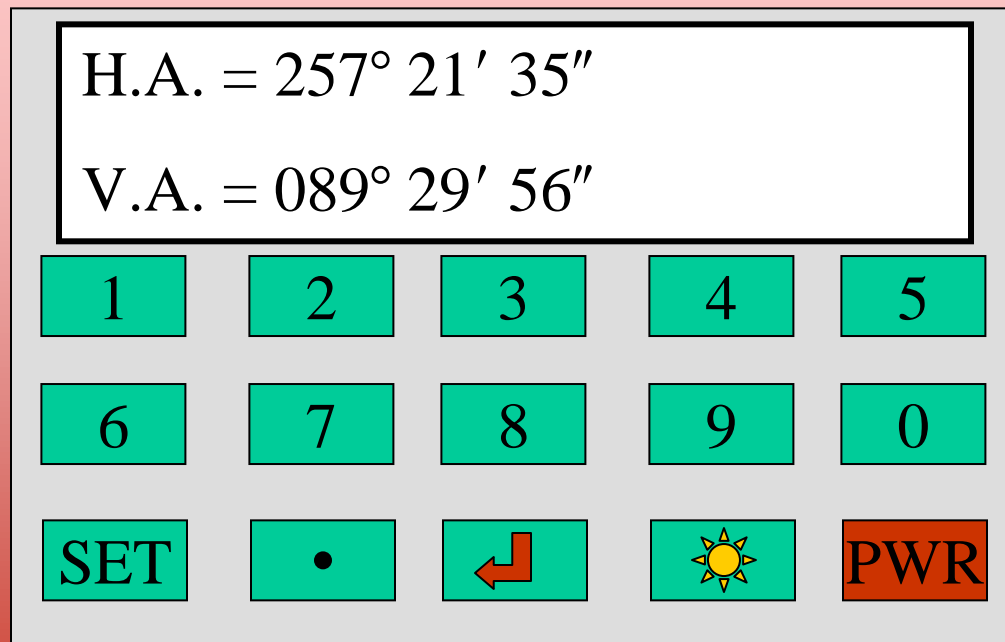 H.A. = 257° 21′ 35″
V.A. = 089° 29′ 56″
1 2 3 4 5
6 7 8 9 0
SET • PWR